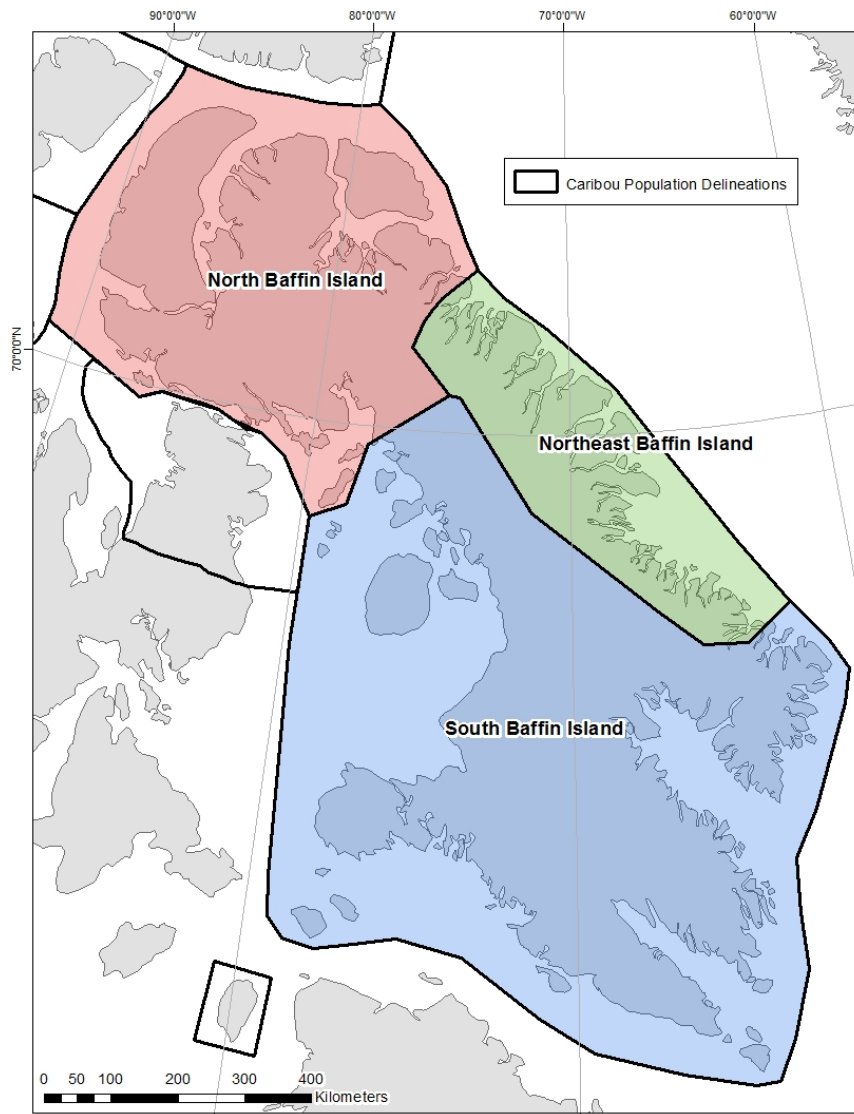 90°0'0"W
80°0'0"W
70°0'0"W
60°0'0"W
Caribou Population Delineations
North Baffin Island
70°0'0"N
Northeast Baffin Island
South Baffin Island
0 50 100 200 300 400
Kilometers